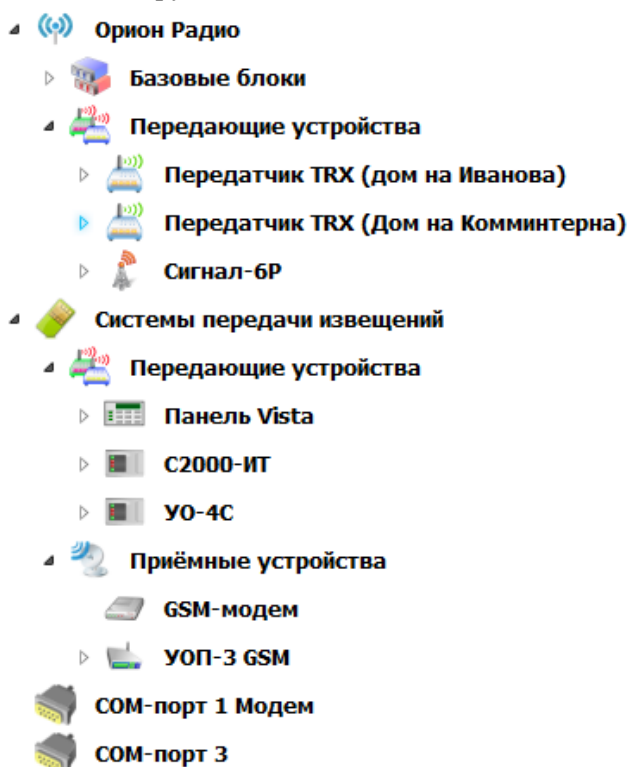 Орион Радио
Базовые блоки
Передающие устройства
Передатчик TRX (дом на Иванова)
Передатчик TRX (Дом на Комминтерна)
Сигнал-6Р
Системы передачи извещений
Передающие устройства
Панель Vista
С2000-ИТ
УО-4С
Приёмные устройства
GSM-модем
УОП-3 GSM
COM-порт 1 Модем
COM-порт 3